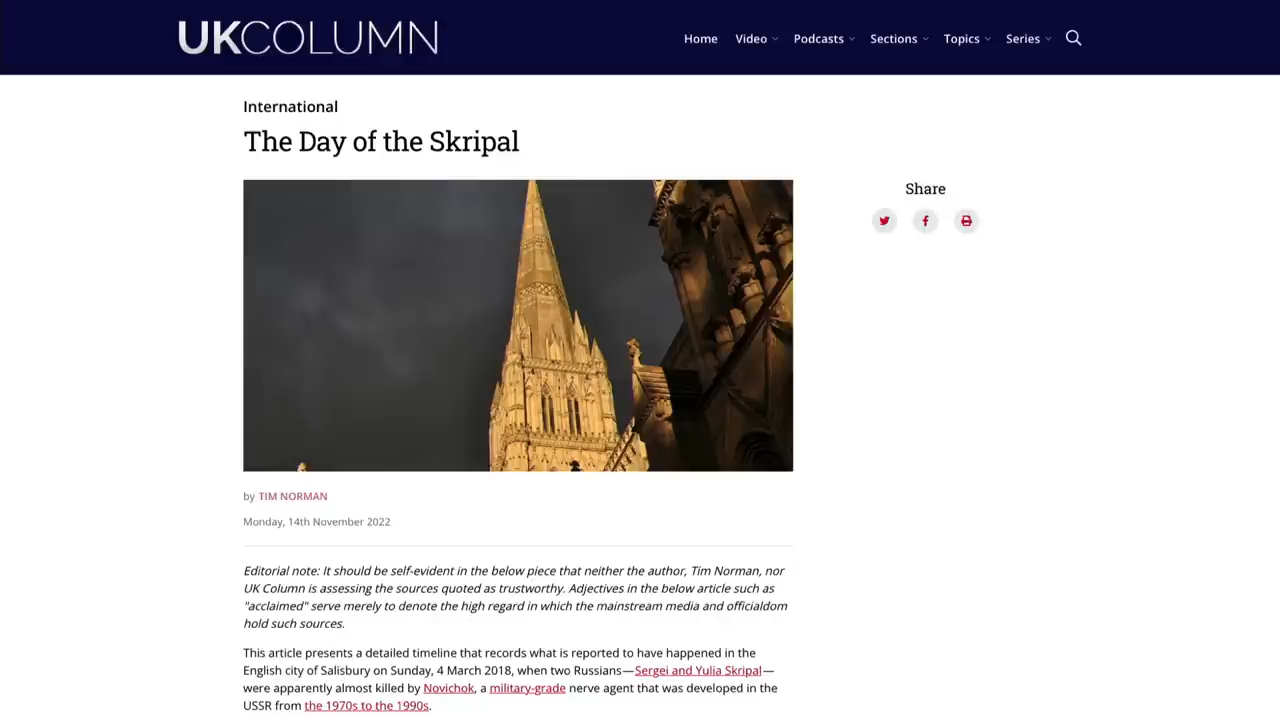 UKCOLUMN
Home Video Podcasts Sections Topics Series
International
The Day of the Skripal
Share
by TIM NORMAN
Monday, 14th November 2022
Editorial note: It should be self-evident in the below piece that neither the author, Tim Norman, nor
UK Column is assessing the sources quoted as trustworthy. Adjectives in the below article such as
"acclaimed" serve merely to denote the high regard in which the mainstream media and officialdom
hold such sources.
This article presents a detailed timeline that records what is reported to have happened in the
English city of Salisbury on Sunday, 4 March 2018, when two Russians—Sergei and Yulia Skripal—
were apparently almost killed by Novichok, a military-grade nerve agent that was developed in the
USSR from the 1970s to the 1990s.